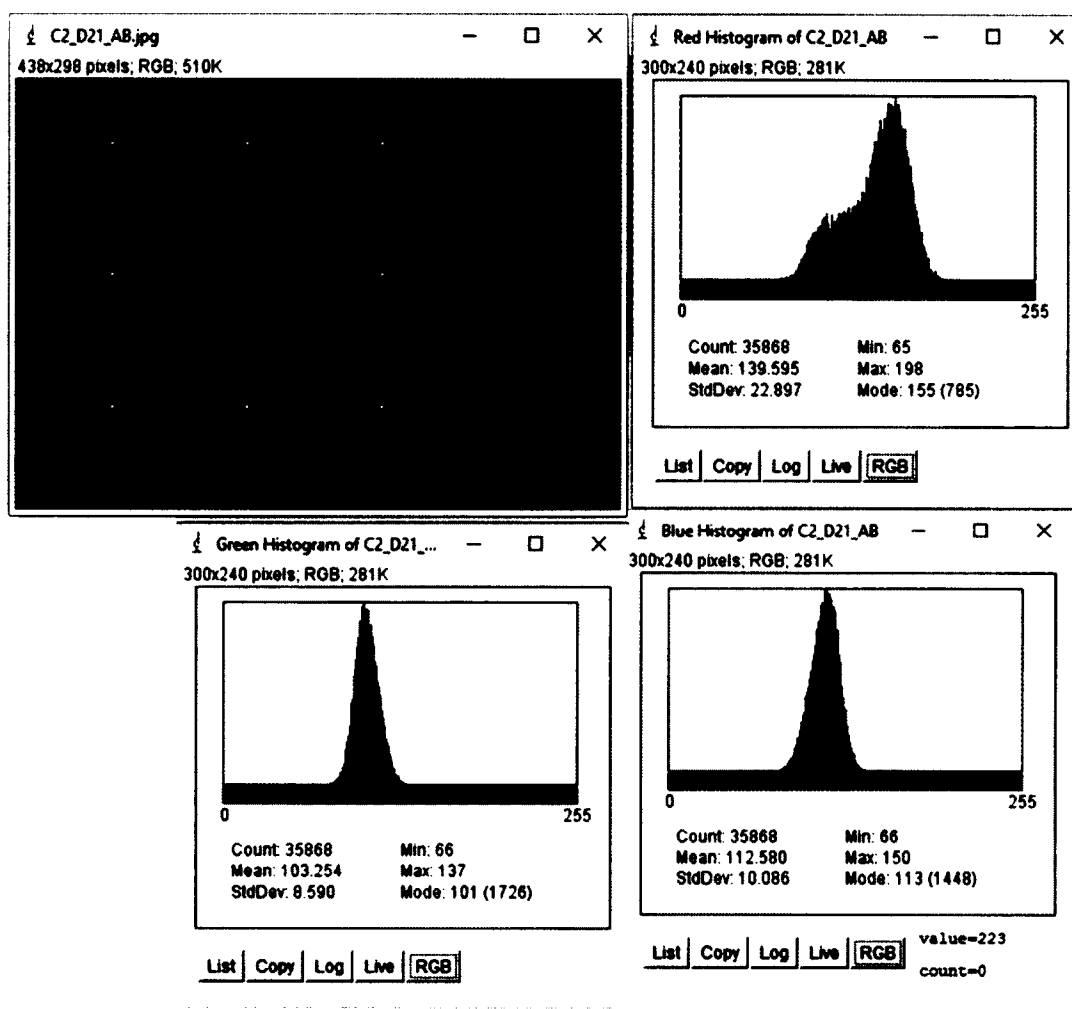 C2_D21_AB.jpg
438x298 pixels; RGB; 510K
Red Histogram of C2_D21_AB
300x240 pixels; RGB; 281K
0 255
Count: 35868 Min: 65
Mean: 139.595 Max: 198
StdDev: 22.897 Mode: 155 (785)
List Copy Log Live RGB
Green Histogram of C2_D21_...
300x240 pixels; RGB; 281K
0 255
Count: 35868 Min: 66
Mean: 103.254 Max: 137
StdDev: 8.590 Mode: 101 (1726)
List Copy Log Live RGB
Blue Histogram of C2_D21_AB
300x240 pixels; RGB; 281K
0 255
Count: 35868 Min: 66
Mean: 112.580 Max: 150
StdDev: 10.086 Mode: 113 (1448)
List Copy Log Live RGB
value=223
count=0